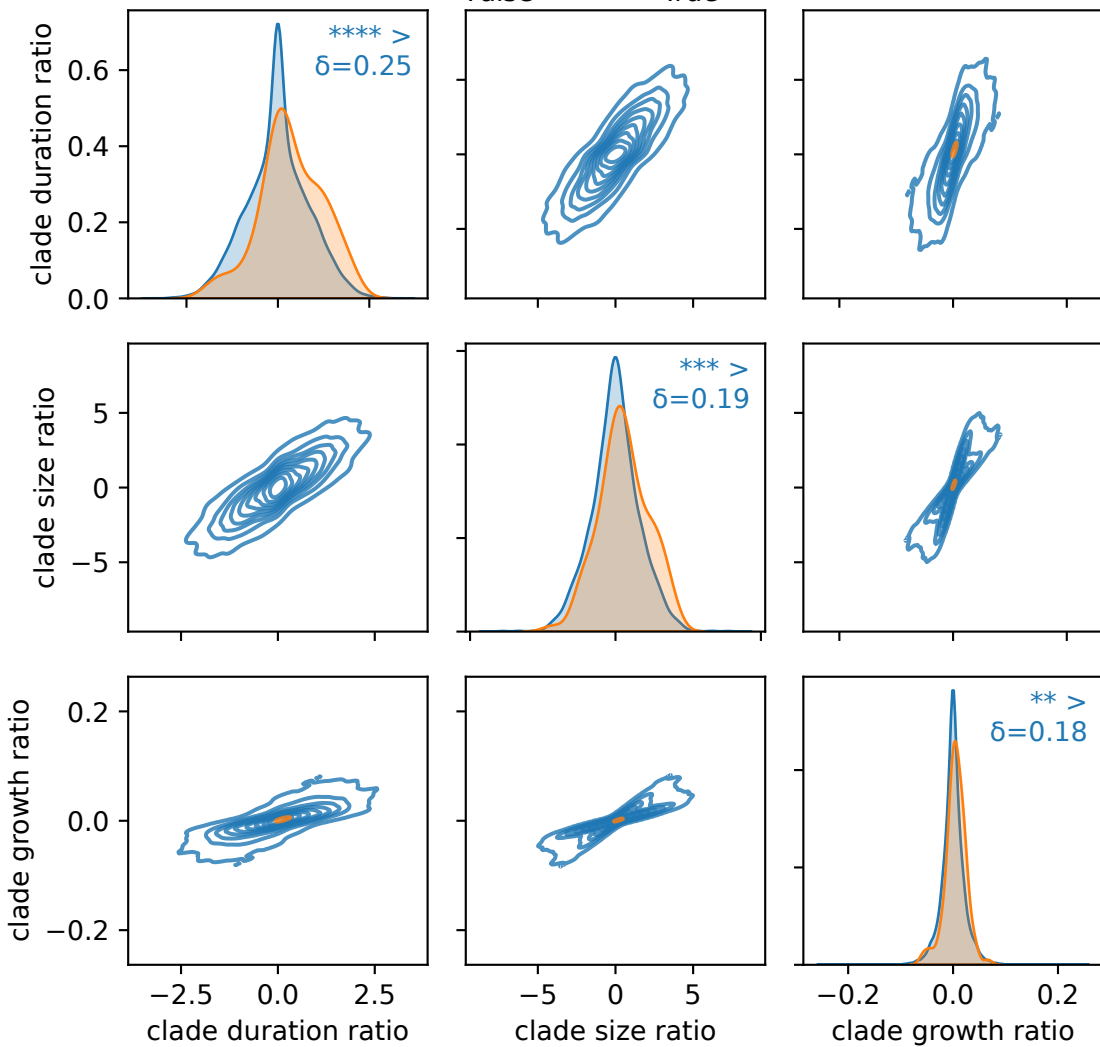 clade duration ratio
0.6
0.4
0.2
0.0
**** >
δ=0.25
clade size ratio
5
0
−5
*** >
δ=0.19
clade growth ratio
0.2
0.0
−0.2
** >
δ=0.18
−2.5 0.0 2.5
−5 0 5
−0.2 0.0 0.2
clade duration ratio
clade size ratio
clade growth ratio